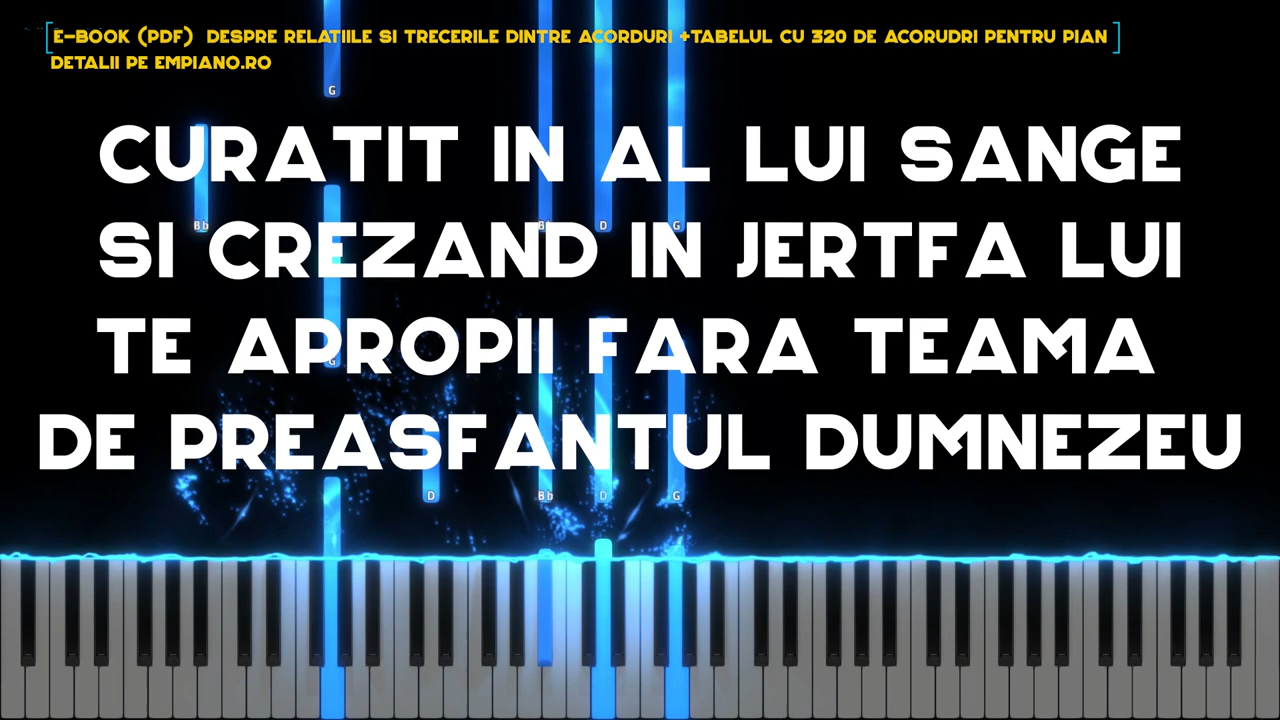 [E-BOOK (PDF) DESPRE RELATIILE SI TRECERILE DINTRE ACORDURI +TABELUL CU 320 DE ACORUDRI PENTRU PIAN]
DETALII PE EMPIANO.RO
G
CURATIT IN AL LUI SANGE
Bb Bb D G
SI CREZAND IN JERTFA LUI
TE APROPII FARA TEAMA
G
DE PREASFANTUL DUMNEZEU
D Bb D G